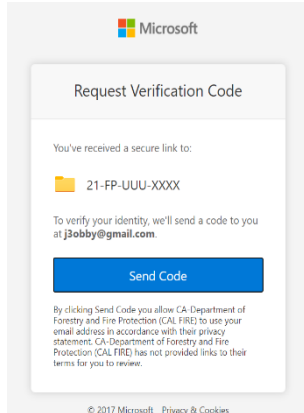 Microsoft
Request Verification Code
You've received a secure link to:
21-FP-UUU-XXXX
To verify your identity, we'll send a code to you
at j3obby@gmail.com.
Send Code
By clicking Send Code you allow CA-Department of
Forestry and Fire Protection (CAL FIRE) to use your
email address in accordance with their privacy
statement. CA-Department of Forestry and Fire
Protection (CAL FIRE) has not provided links to their
terms for you to review.
© 2017 Microsoft Privacy & Cookies